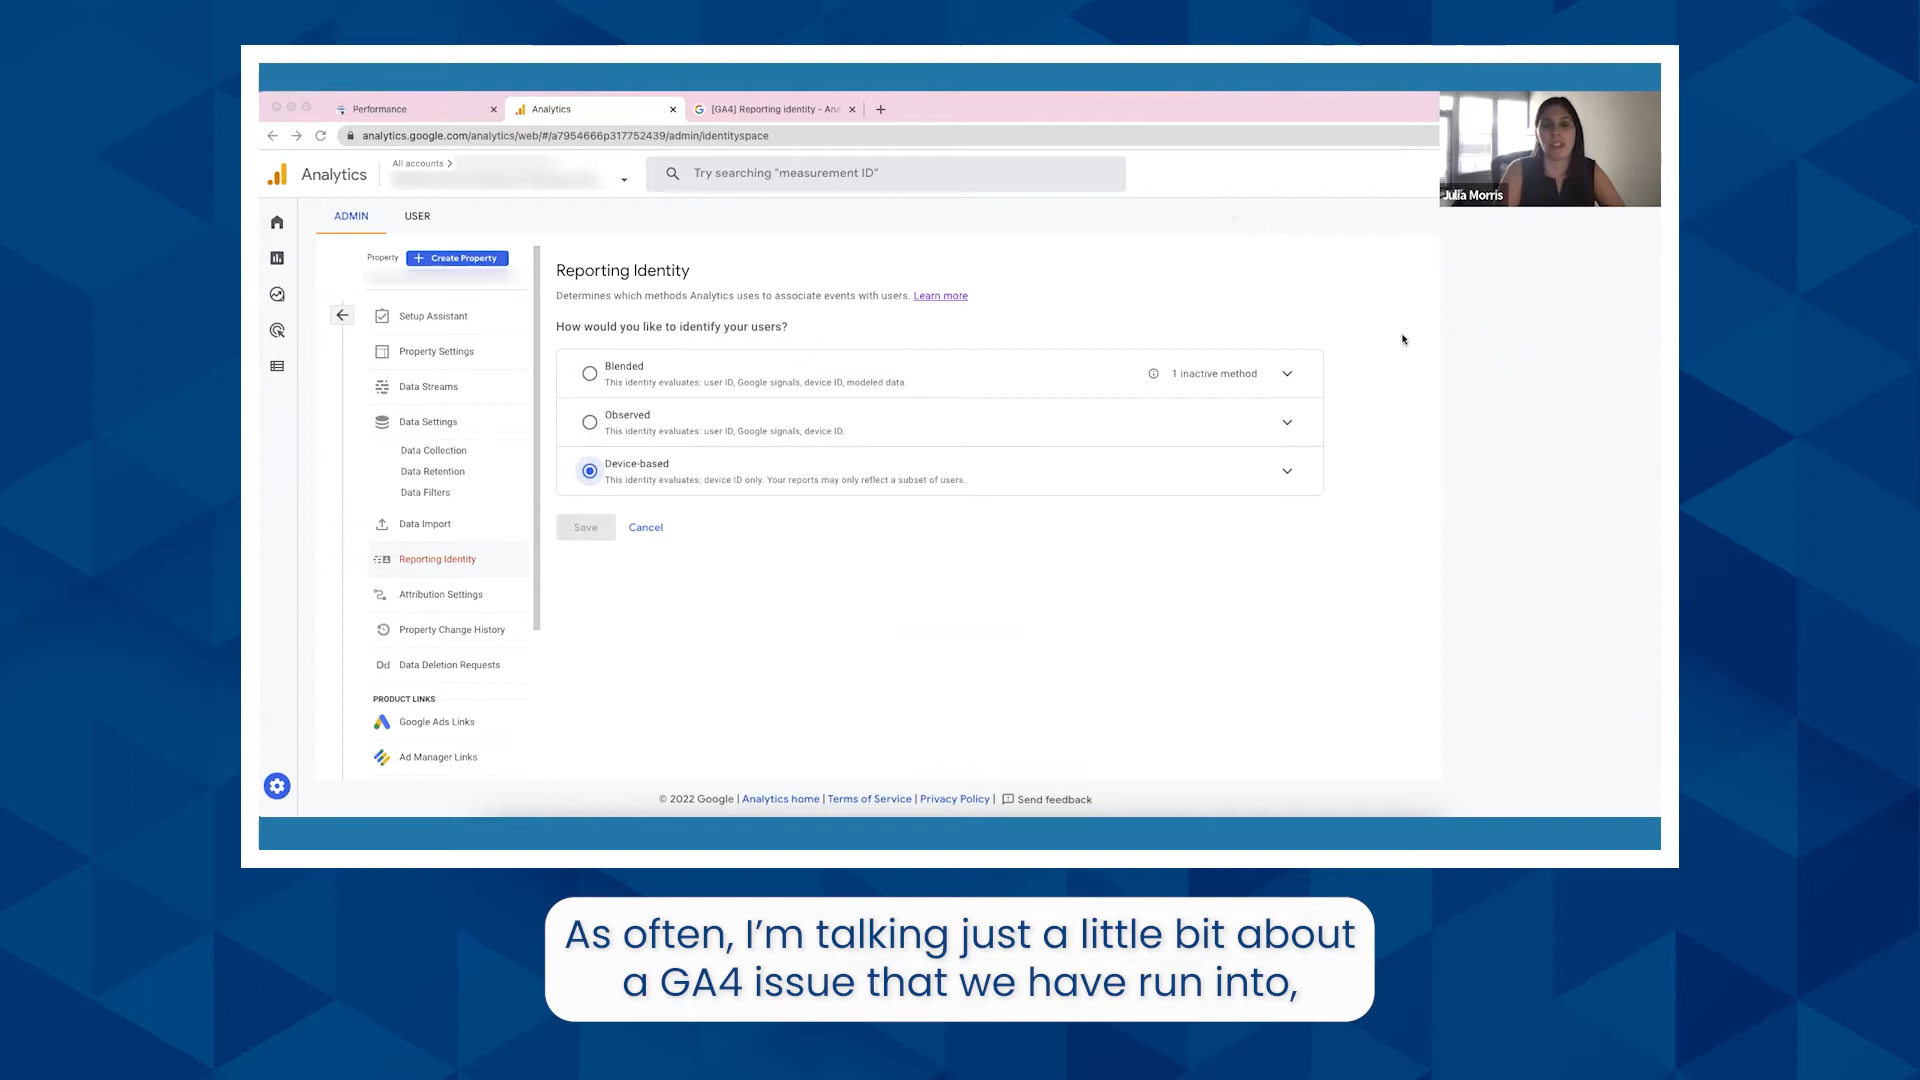 Performance
Analytics
[GA4] Reporting identity - Ana
analytics.google.com/analytics/web/#/a7954666p317752439/admin/identityspace
Analytics
All accounts
Try searching "measurement ID"
Julia Morris
ADMIN
USER
Property
Create Property
Setup Assistant
Property Settings
Data Streams
Data Settings
Data Collection
Data Retention
Data Filters
Data Import
Reporting Identity
Attribution Settings
Property Change History
Dd Data Deletion Requests
PRODUCT LINKS
Google Ads Links
Ad Manager Links
Reporting Identity
Determines which methods Analytics uses to associate events with users. Learn more
How would you like to identify your users?
Blended
This identity evaluates: user ID, Google signals, device ID, modeled data.
1 inactive method
Observed
This identity evaluates: user ID, Google signals, device ID.
Device-based
This identity evaluates: device ID only. Your reports may only reflect a subset of users.
Save
Cancel
© 2022 Google | Analytics home | Terms of Service | Privacy Policy | Send feedback
As often, I'm talking just a little bit about
a GA4 issue that we have run into,